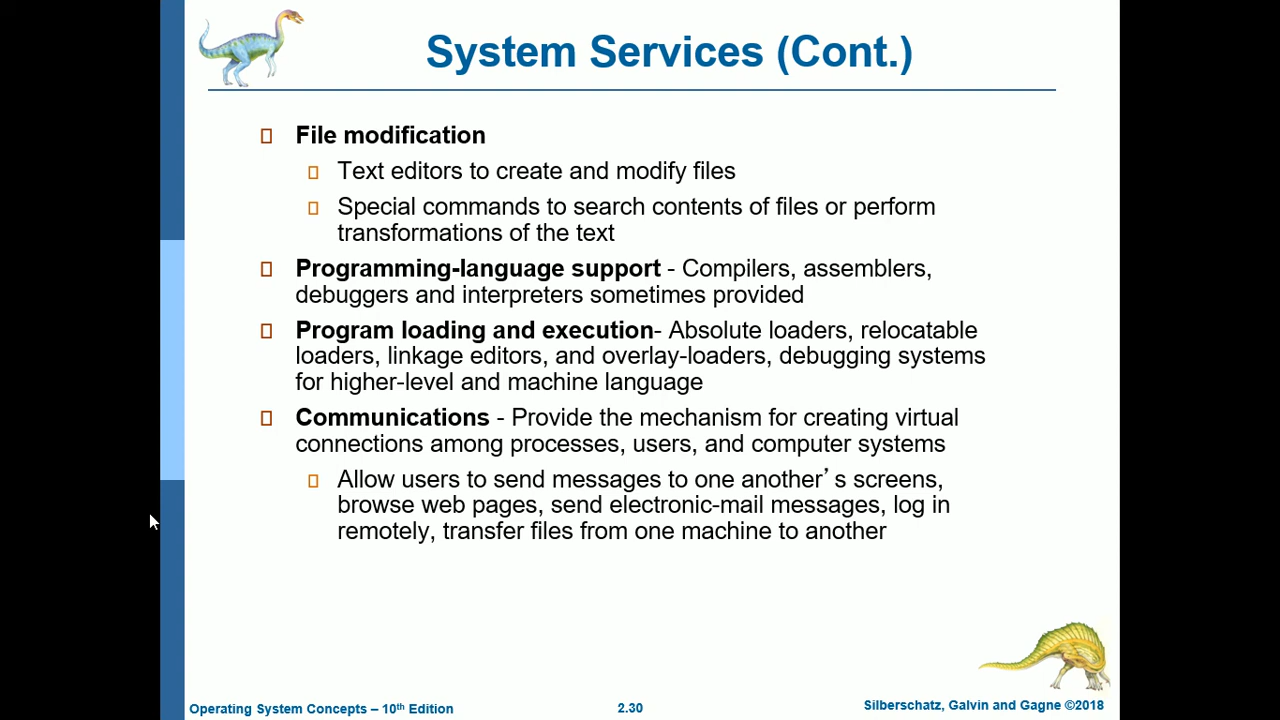 System Services (Cont.)
File modification
Text editors to create and modify files
Special commands to search contents of files or perform
transformations of the text
Programming-language support - Compilers, assemblers,
debuggers and interpreters sometimes provided
Program loading and execution- Absolute loaders, relocatable
loaders, linkage editors, and overlay-loaders, debugging systems
for higher-level and machine language
Communications - Provide the mechanism for creating virtual
connections among processes, users, and computer systems
Allow users to send messages to one another’s screens,
browse web pages, send electronic-mail messages, log in
remotely, transfer files from one machine to another
Operating System Concepts – 10th Edition
2.30
Silberschatz, Galvin and Gagne ©2018